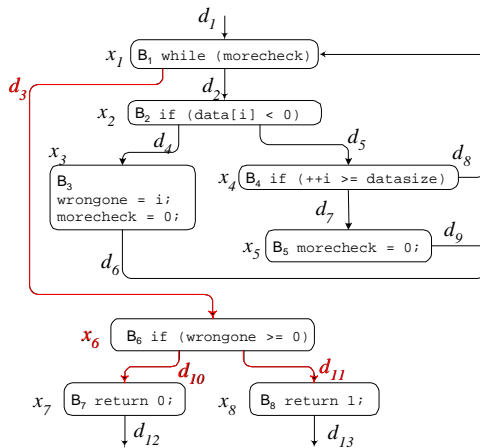 d1
x1 B1 while (morecheck)
d3 d2
x2 B2 if (data[i] < 0)
d4 d5
x3
B3
wrongone = i;
morecheck = 0;
x4 B4 if (++i >= datasize)
d8
d7
x5 B5 morecheck = 0;
d9
d6
x6 B6 if (wrongone >= 0)
d10 d11
x7 B7 return 0;
x8 B8 return 1;
d12 d13